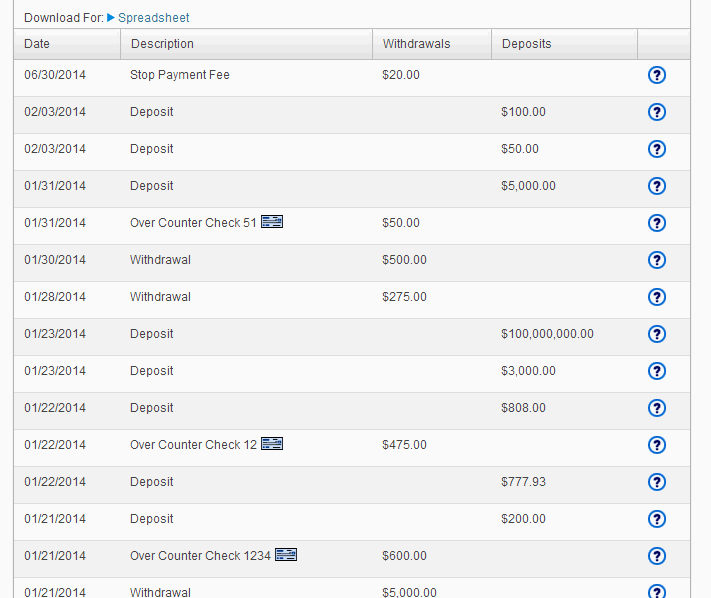 Download For: Spreadsheet
Date Description Withdrawals Deposits
06/30/2014 Stop Payment Fee $20.00 ?
02/03/2014 Deposit $100.00 ?
02/03/2014 Deposit $50.00 ?
01/31/2014 Deposit $5,000.00 ?
01/31/2014 Over Counter Check 51 $50.00 ?
01/30/2014 Withdrawal $500.00 ?
01/28/2014 Withdrawal $275.00 ?
01/23/2014 Deposit $100,000,000.00 ?
01/23/2014 Deposit $3,000.00 ?
01/22/2014 Deposit $808.00 ?
01/22/2014 Over Counter Check 12 $475.00 ?
01/22/2014 Deposit $777.93 ?
01/21/2014 Deposit $200.00 ?
01/21/2014 Over Counter Check 1234 $600.00 ?
01/21/2014 Withdrawal $5,000.00 ?